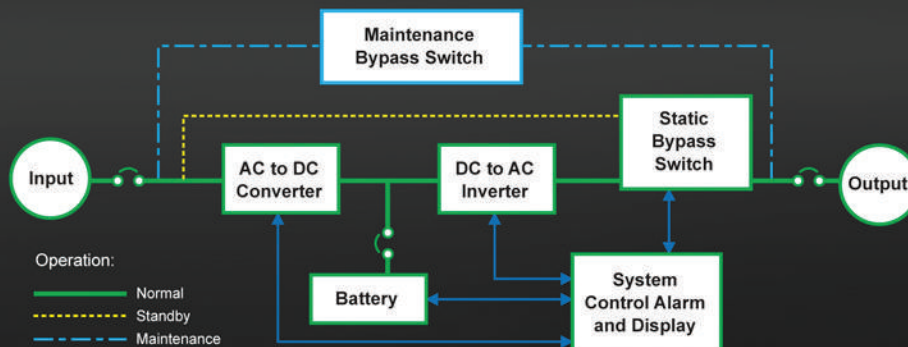 Maintenance
Bypass Switch
Static
Bypass
Switch
Input
AC to DC
Converter
DC to AC
Inverter
Output
Operation:
Normal
Standby
Maintenance
Battery
System
Control Alarm
and Display